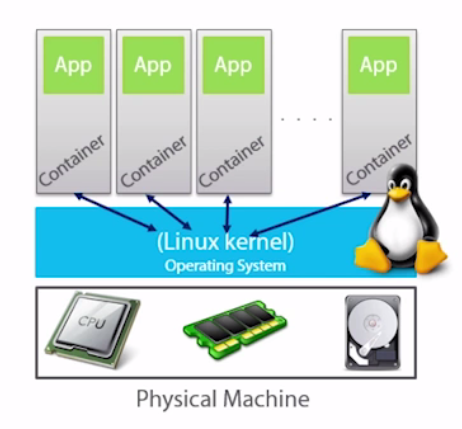 App App App App
Container Container Container . . . . Container
(Linux kernel)
Operating System
CPU
Physical Machine